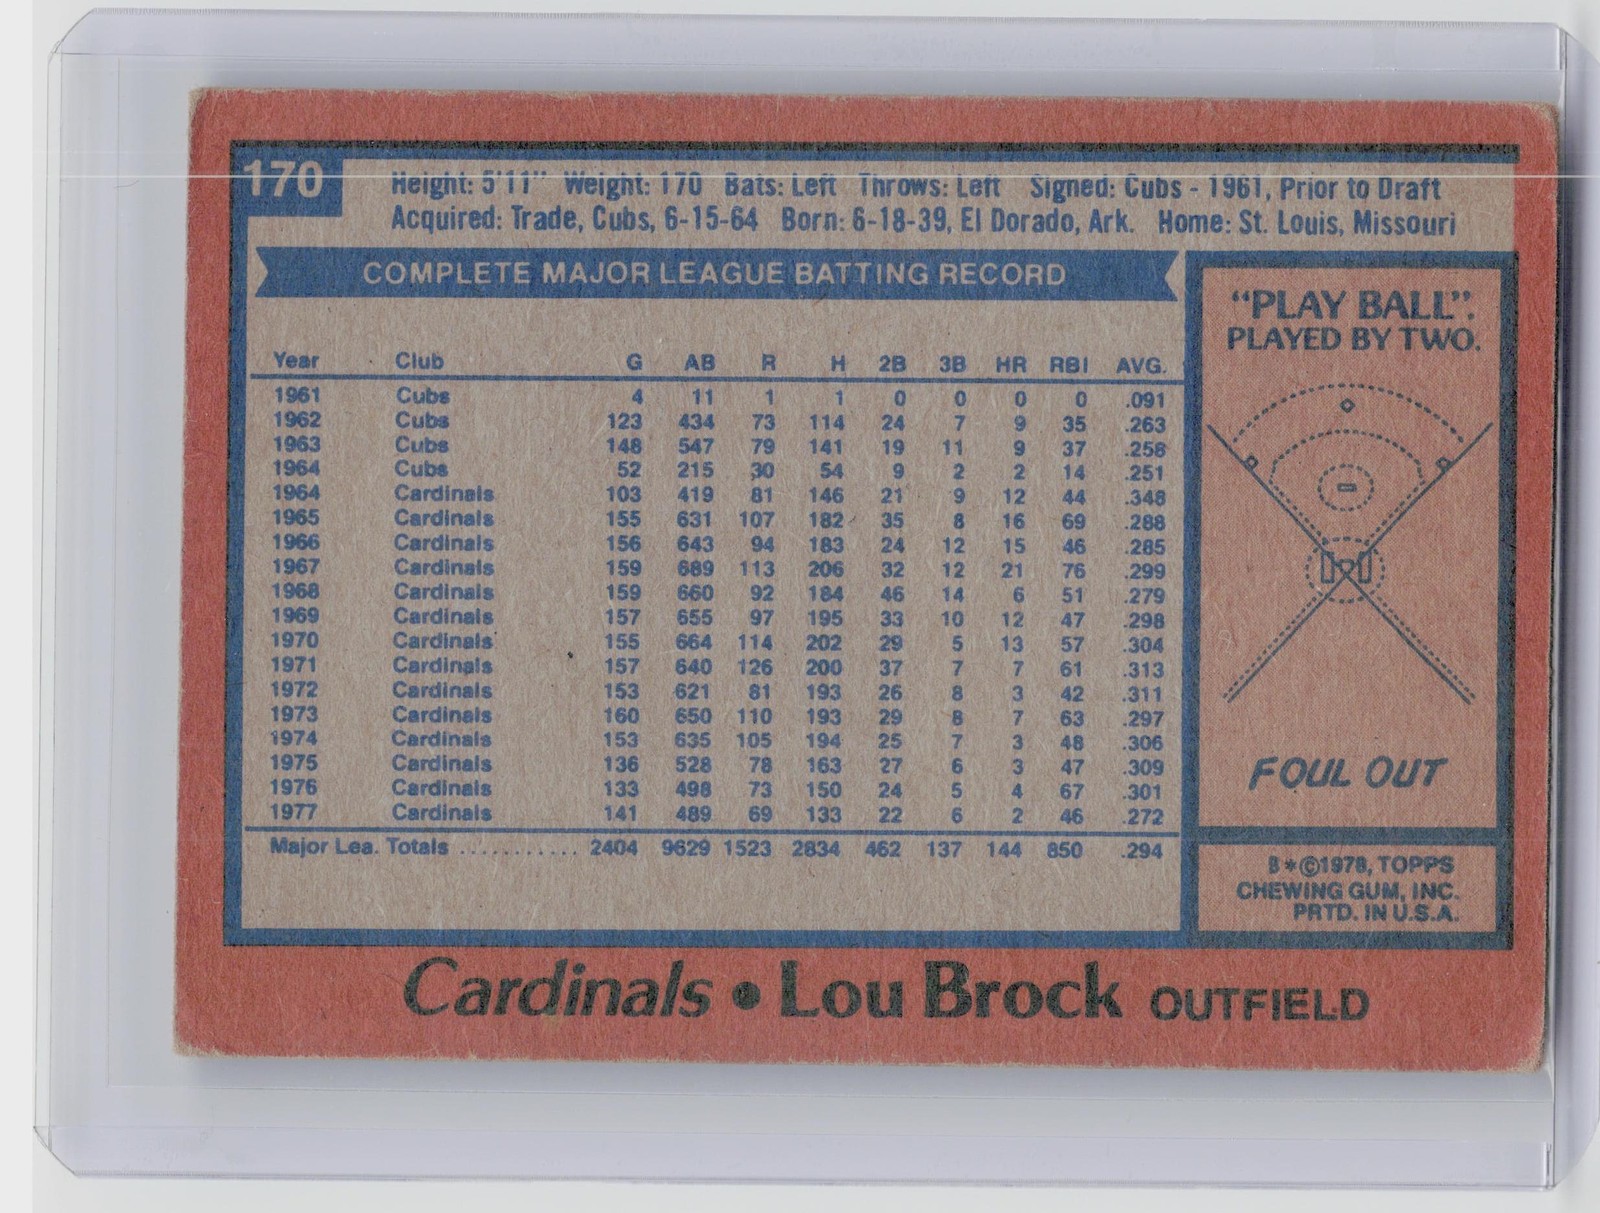 170
Height: 5'11" Weight: 170 Bats: Left Throws: Left Signed: Cubs - 1961, Prior to Draft
Acquired: Trade, Cubs, 6-15-64 Born: 6-18-39, El Dorado, Ark. Home: St. Louis, Missouri
COMPLETE MAJOR LEAGUE BATTING RECORD
Year Club G AB R H 2B 3B HR RBI AVG.
1961 Cubs 4 11 1 1 0 0 0 0 .091
1962 Cubs 123 434 73 114 24 7 9 35 .263
1963 Cubs 148 547 79 141 19 11 9 37 .258
1964 Cubs 52 215 30 54 9 2 2 14 .251
1964 Cardinals 103 419 81 146 21 9 12 44 .348
1965 Cardinals 155 631 107 182 35 8 16 69 .288
1966 Cardinals 156 643 94 183 24 12 15 46 .285
1967 Cardinals 159 689 113 206 32 12 21 76 .299
1968 Cardinals 159 660 92 184 46 14 6 51 .279
1969 Cardinals 157 655 97 195 33 10 12 47 .298
1970 Cardinals 155 664 114 202 29 5 13 57 .304
1971 Cardinals 157 640 126 200 37 7 7 61 .313
1972 Cardinals 153 621 81 193 26 8 3 42 .311
1973 Cardinals 160 650 110 193 29 8 7 63 .297
1974 Cardinals 153 635 105 194 25 7 3 48 .306
1975 Cardinals 136 528 78 163 27 6 3 47 .309
1976 Cardinals 133 498 73 150 24 5 4 67 .301
1977 Cardinals 141 489 69 133 22 6 2 46 .272
Major Lea. Totals ........... 2404 9629 1523 2834 462 137 144 850 .294
"PLAY BALL".
PLAYED BY TWO.
FOUL OUT
B*©1978, TOPPS
CHEWING GUM, INC.
PRTD. IN U.S.A.
Cardinals • Lou Brock OUTFIELD